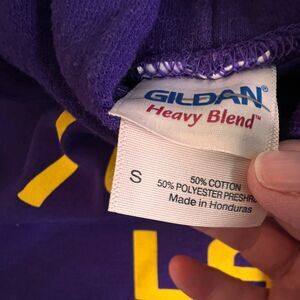 GILDAN
Heavy Blend™
S
50% COTTON
50% POLYESTER PRESHR
Made in Honduras